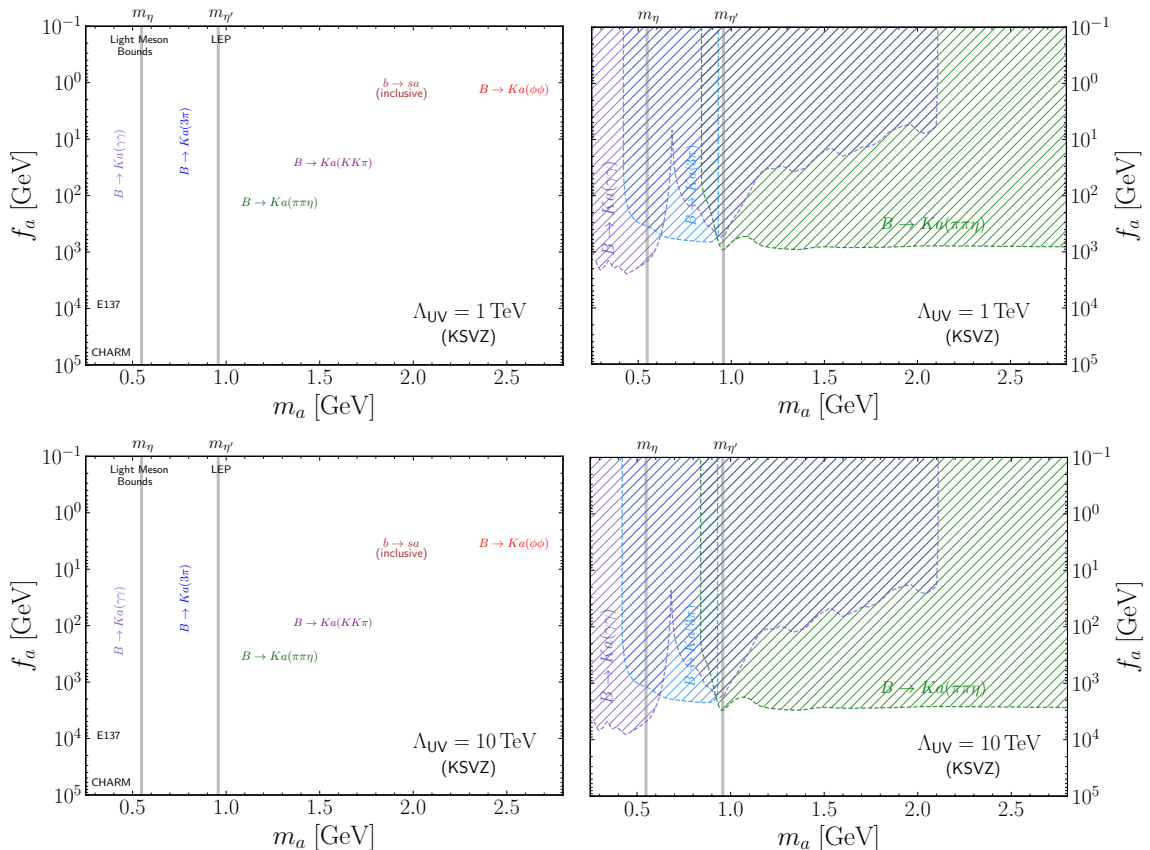 m_η m_η′
10^{-1}
Light Meson
Bounds
LEP
10^0
10^1
10^2
10^3
10^4
10^5
f_a [GeV]
b → sa
(inclusive)
B → Ka(ϕϕ)
B → Ka(γγ)
B → Ka(3π)
B → Ka(KKπ)
B → Ka(ππη)
E137
CHARM
Λ_UV = 1 TeV
(KSVZ)
0.5 1.0 1.5 2.0 2.5
m_a [GeV]
m_η m_η′
10^{-1}
10^0
10^1
10^2
10^3
10^4
10^5
f_a [GeV]
B → Ka(γγ)
B → Ka(3π)
B → Ka(ππη)
Λ_UV = 1 TeV
(KSVZ)
0.5 1.0 1.5 2.0 2.5
m_a [GeV]
m_η m_η′
10^{-1}
Light Meson
Bounds
LEP
10^0
10^1
10^2
10^3
10^4
10^5
f_a [GeV]
b → sa
(inclusive)
B → Ka(ϕϕ)
B → Ka(γγ)
B → Ka(3π)
B → Ka(KKπ)
B → Ka(ππη)
E137
CHARM
Λ_UV = 10 TeV
(KSVZ)
0.5 1.0 1.5 2.0 2.5
m_a [GeV]
m_η m_η′
10^{-1}
10^0
10^1
10^2
10^3
10^4
10^5
f_a [GeV]
B → Ka(γγ)
B → Ka(3π)
B → Ka(ππη)
Λ_UV = 10 TeV
(KSVZ)
0.5 1.0 1.5 2.0 2.5
m_a [GeV]